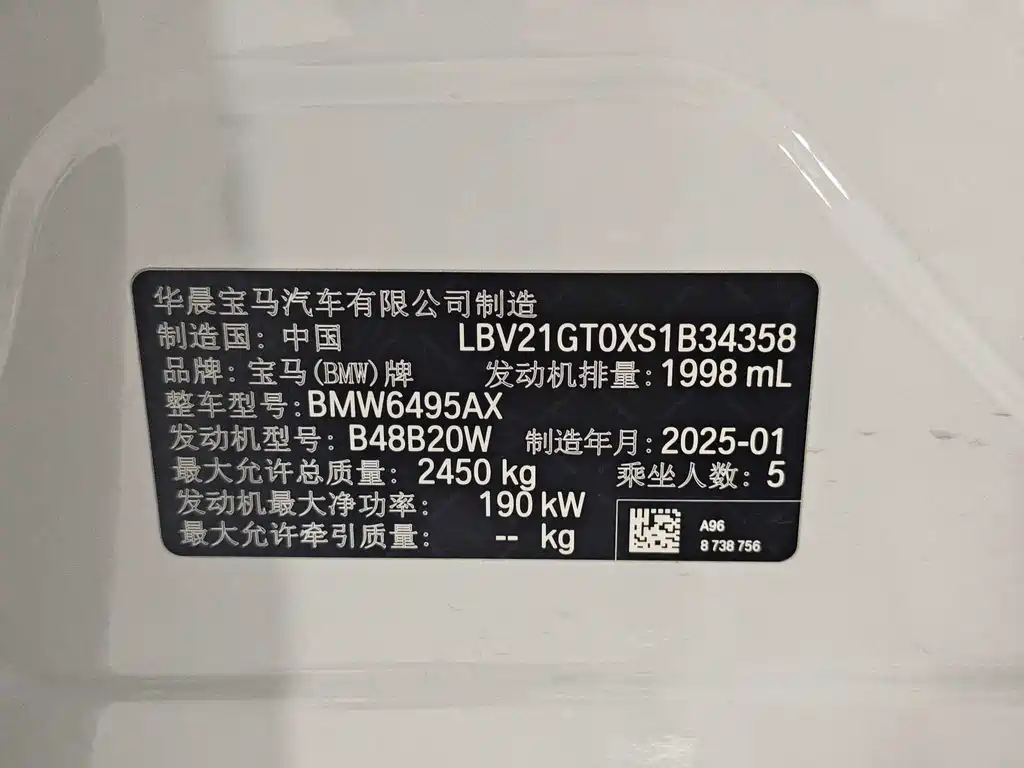 华晨宝马汽车有限公司制造
制造国：中国 LBV21GT0XS1B34358
品牌：宝马(BMW)牌 发动机排量：1998 mL
整车型号：BMW6495AX
发动机型号：B48B20W 制造年月：2025-01
最大允许总质量：2450 kg 乘坐人数：5
发动机最大净功率：190 kW
最大允许牵引质量：-- kg
A96
8 738 756